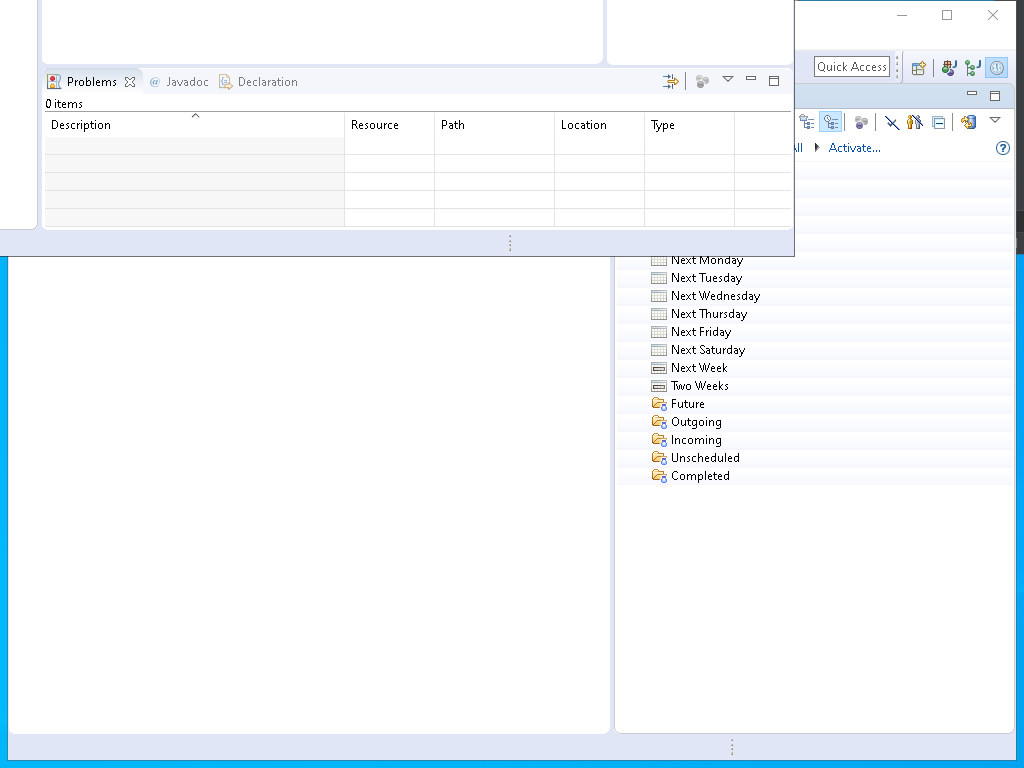 Problems
Javadoc
Declaration
0 items
Description Resource Path Location Type
Quick Access
Activate...
Next Monday
Next Tuesday
Next Wednesday
Next Thursday
Next Friday
Next Saturday
Next Week
Two Weeks
Future
Outgoing
Incoming
Unscheduled
Completed